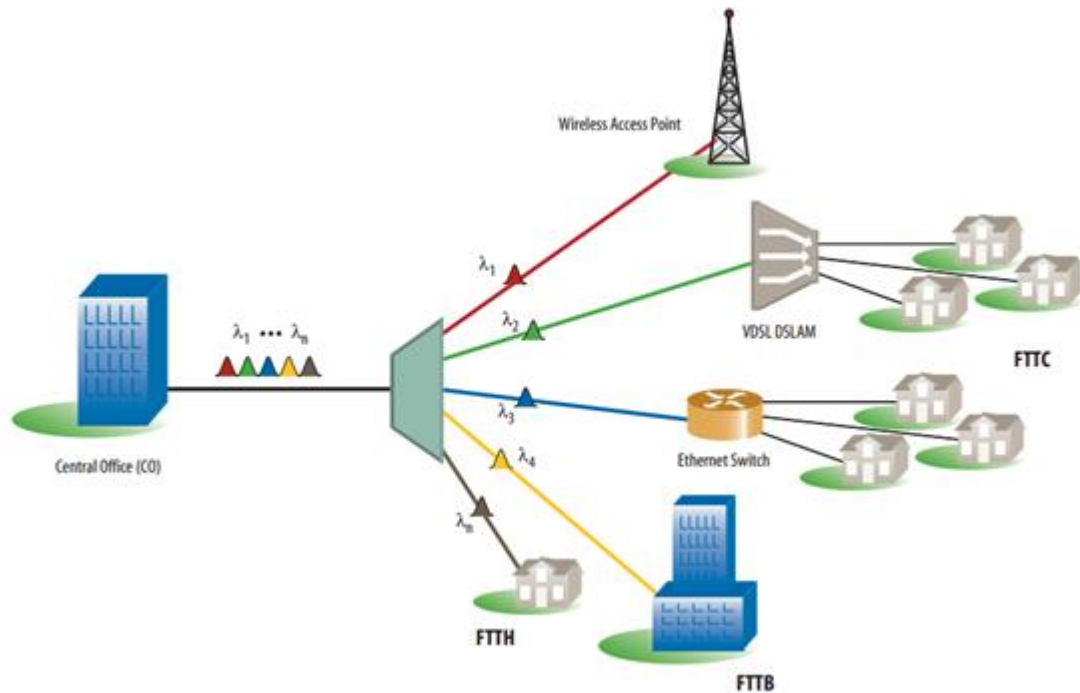 Wireless Access Point
λ1
λ2
VDSL DSLAM
FTTC
λ1 ••• λn
λ3
Ethernet Switch
Central Office (CO)
λ4
λn
FTTH
FTTB